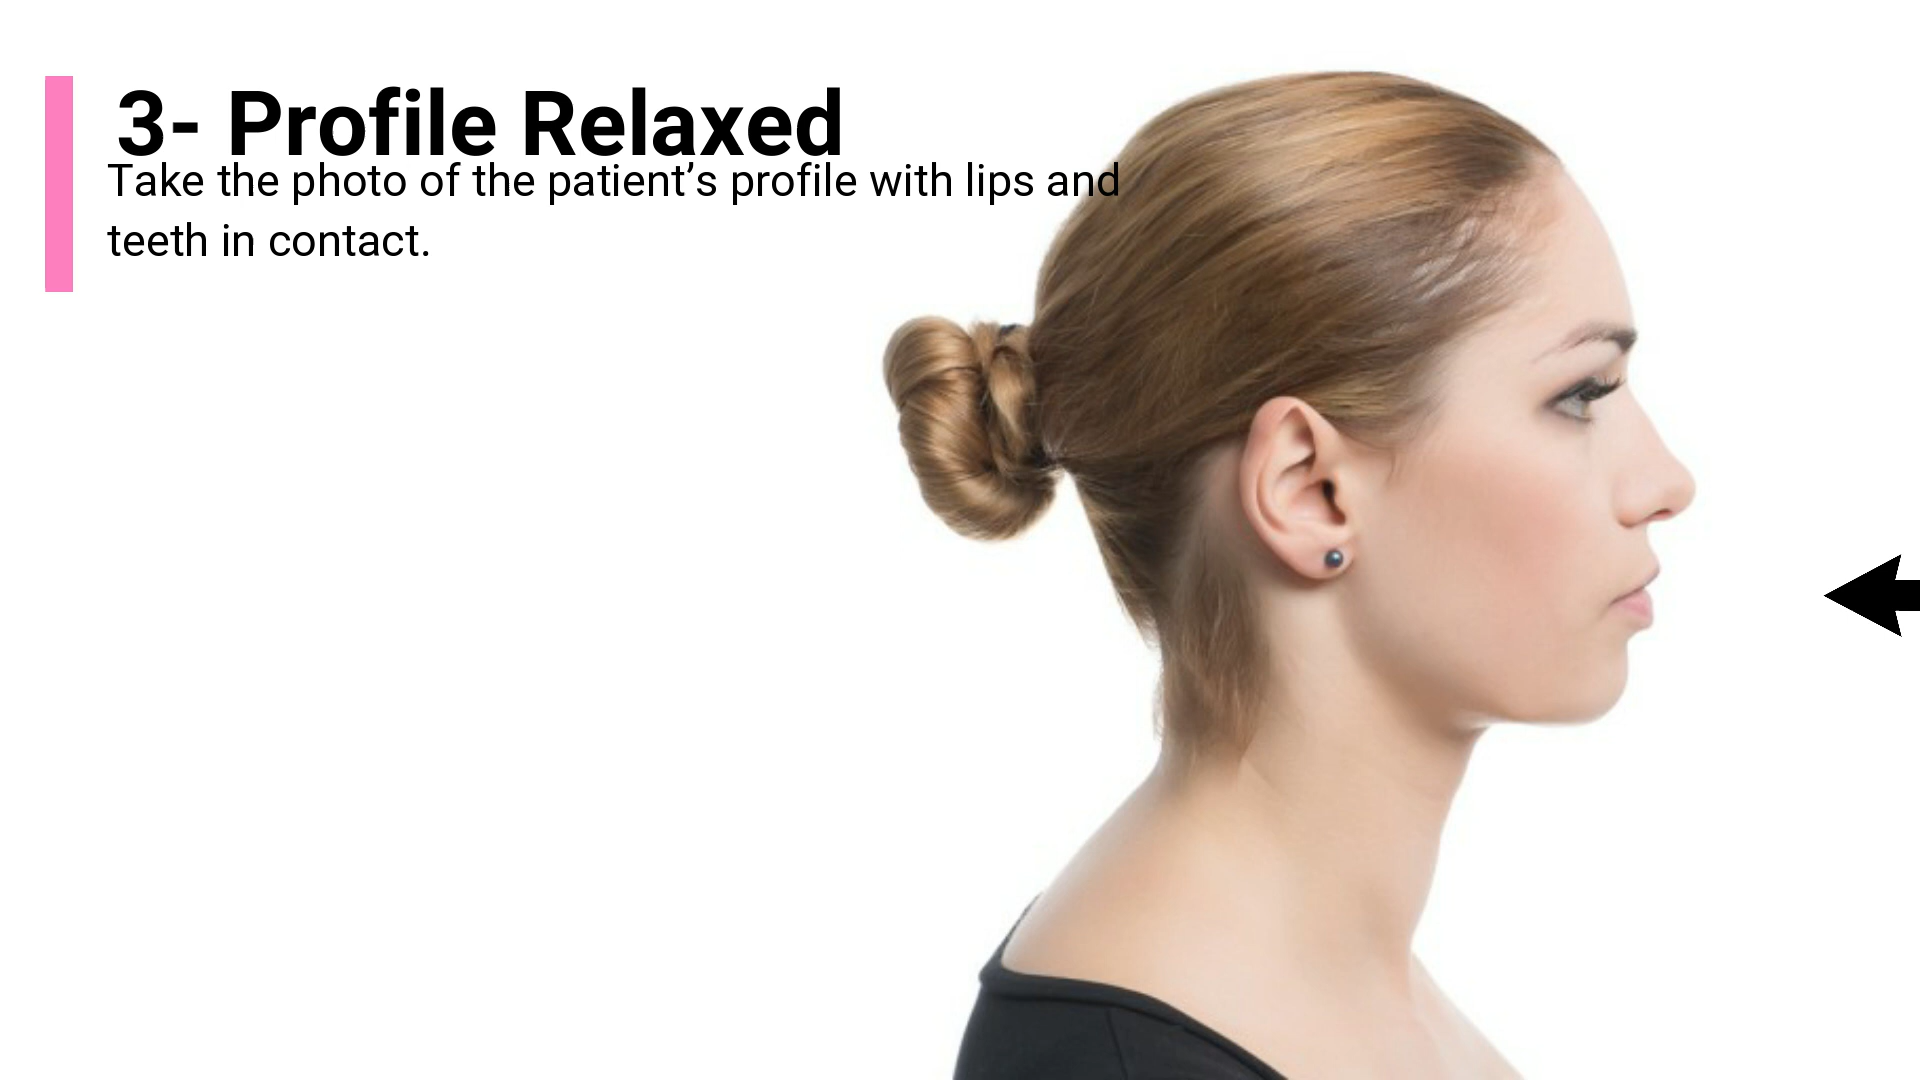 3- Profile Relaxed
Take the photo of the patient’s profile with lips and
teeth in contact.